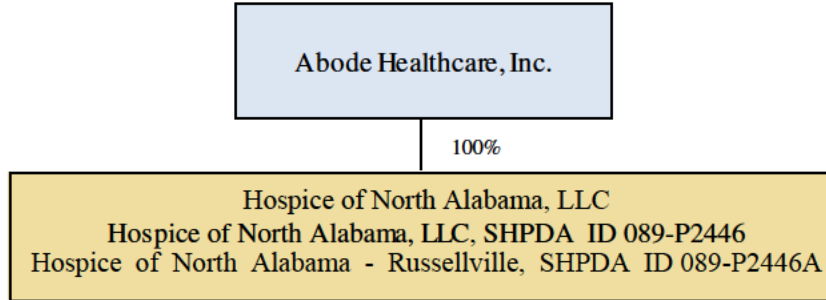 Abode Healthcare, Inc.
100%
Hospice of North Alabama, LLC
Hospice of North Alabama, LLC, SHPDA ID 089-P2446
Hospice of North Alabama - Russellville, SHPDA ID 089-P2446A